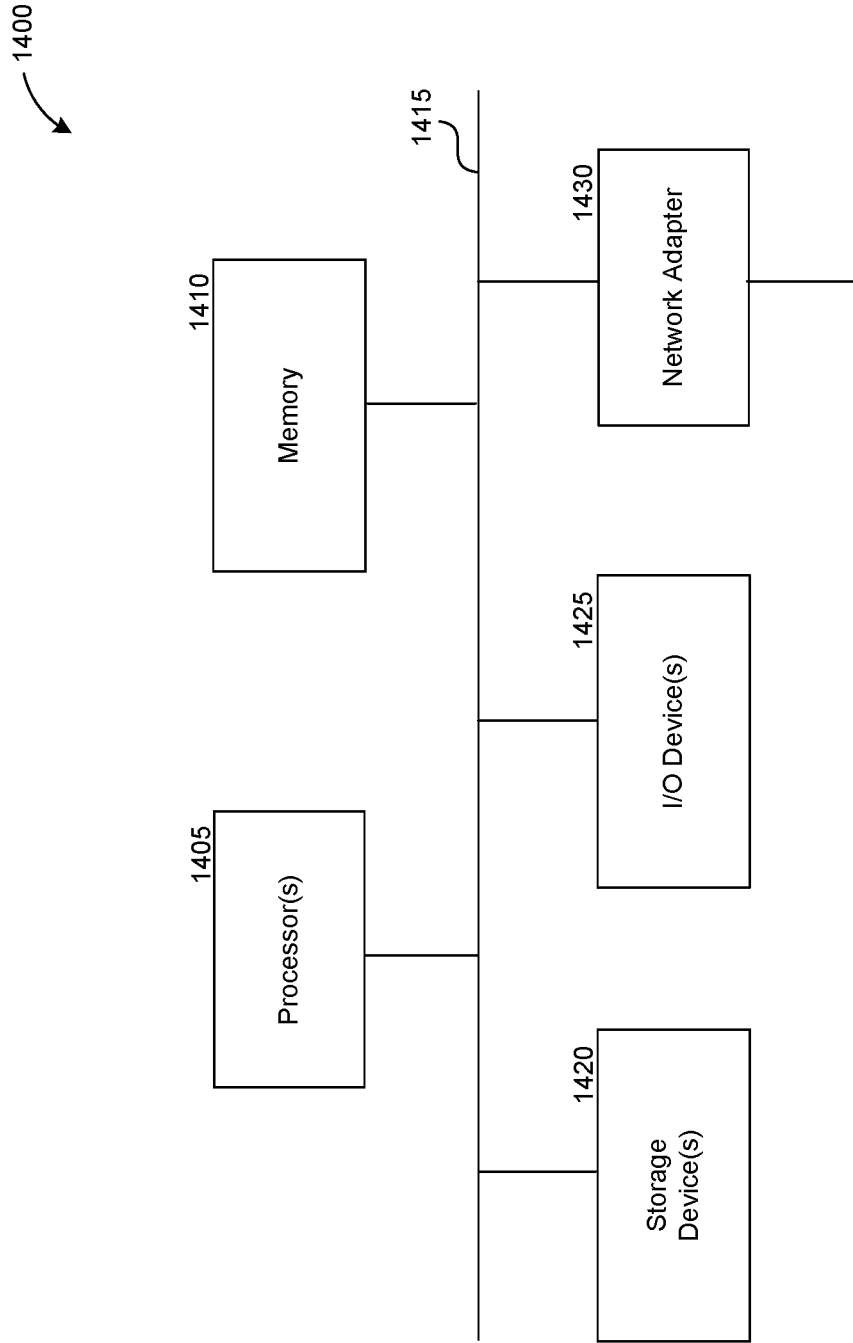 1400
1405
Processor(s)
1410
Memory
1415
1420
Storage
Device(s)
1425
I/O Device(s)
1430
Network Adapter